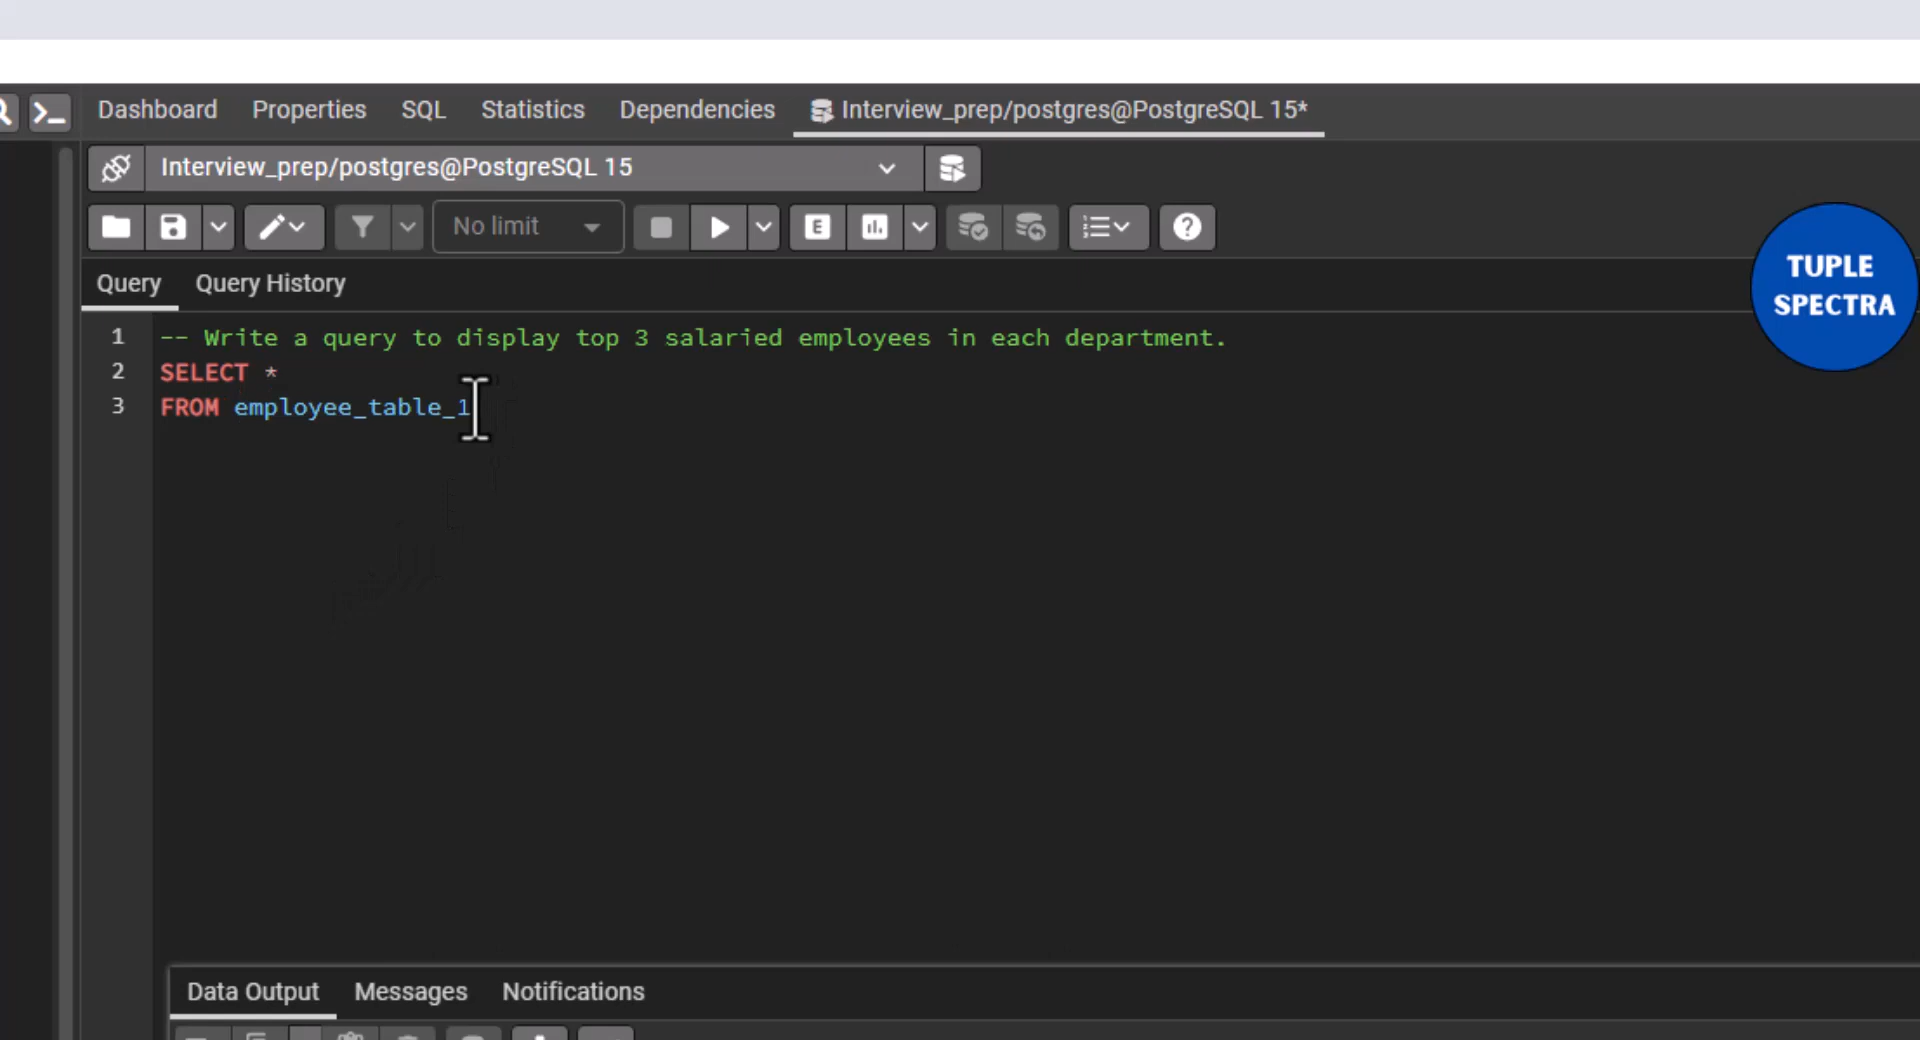 Dashboard Properties SQL Statistics Dependencies Interview_prep/postgres@PostgreSQL 15*
Interview_prep/postgres@PostgreSQL 15
No limit E
TUPLE
SPECTRA
Query Query History
1 -- Write a query to display top 3 salaried employees in each department.
2 SELECT *
3 FROM employee_table_1
Data Output Messages Notifications